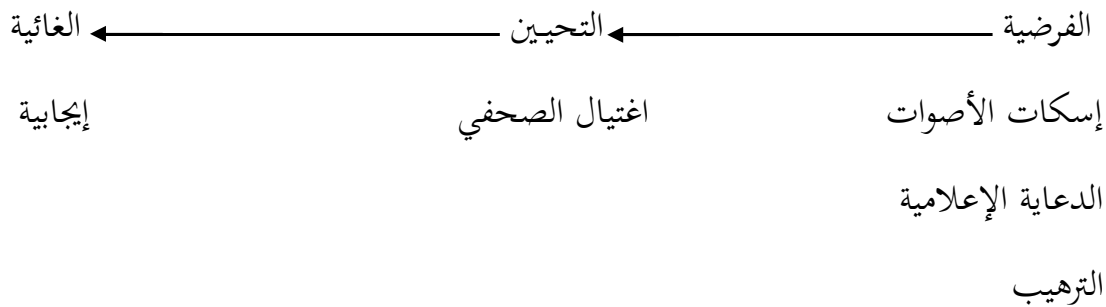 الفرضية التحيين الغائية
إسكات الأصوات اغتيال الصحفي إيجابية
الدعاية الإعلامية
الترهيب